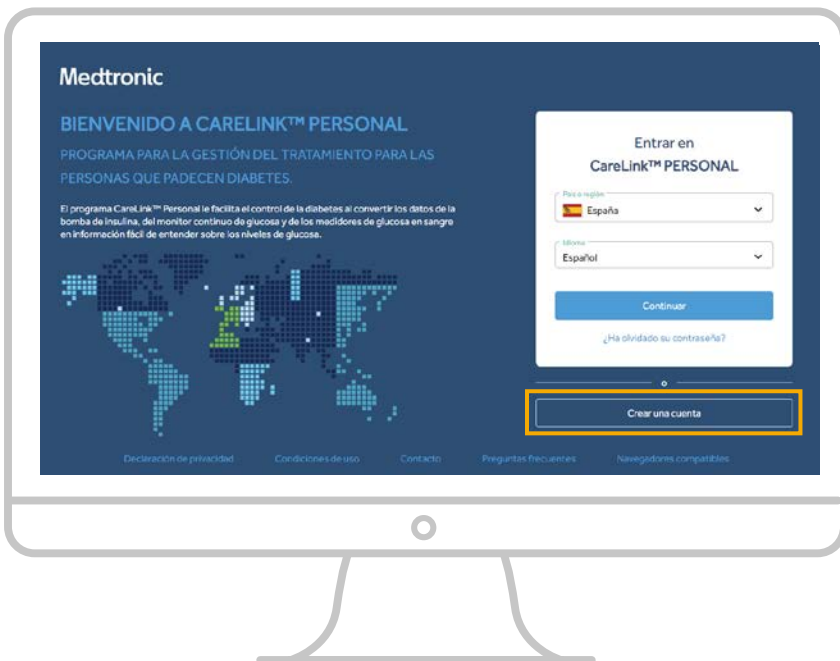 Medtronic
BIENVENIDO A CARELINK™ PERSONAL
PROGRAMA PARA LA GESTIÓN DEL TRATAMIENTO PARA LAS
PERSONAS QUE PADECEN DIABETES.
El programa CareLink™ Personal le facilita el control de la diabetes al convertir los datos de la
bomba de insulina, del monitor continuo de glucosa y de los medidores de glucosa en sangre
en información fácil de entender sobre los niveles de glucosa.
Entrar en
CareLink™ PERSONAL
País o región
España
Idioma
Español
Continuar
¿Ha olvidado su contraseña?
o
Crear una cuenta
Declaración de privacidad Condiciones de uso Contacto Preguntas frecuentes Navegadores compatibles